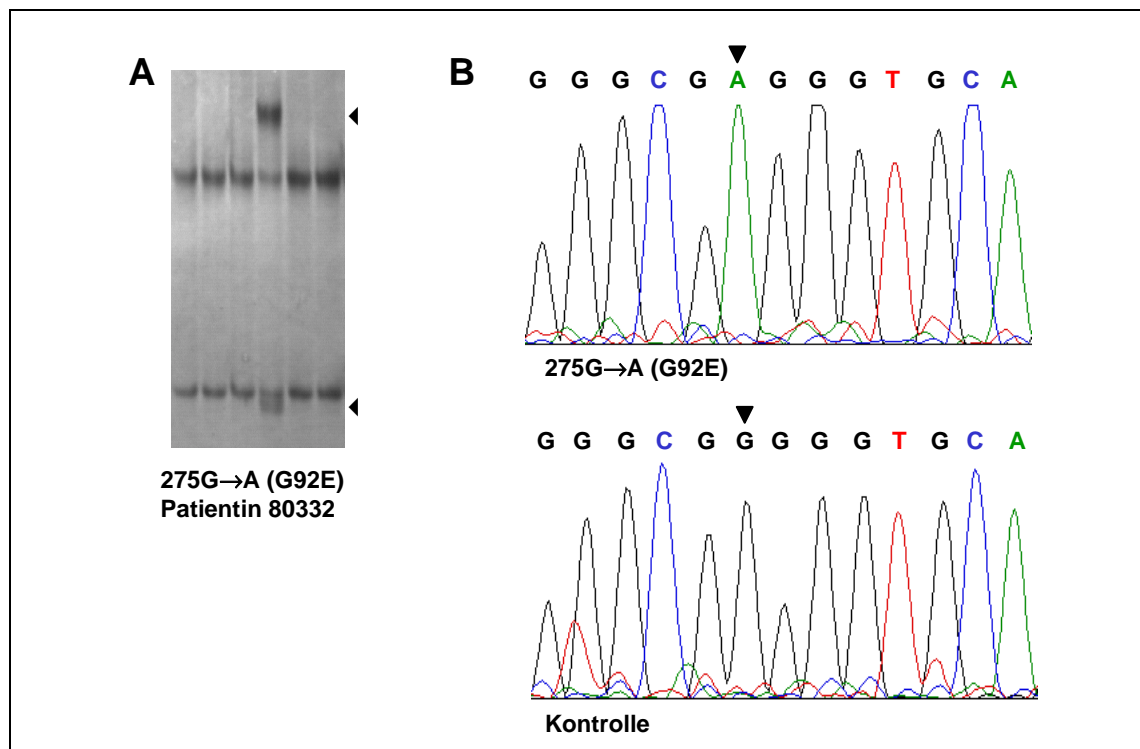 A
275G→A (G92E)
Patientin 80332
B
G G G C G A G G G T G C A
275G→A (G92E)
G G G C G G G G G T G C A
Kontrolle